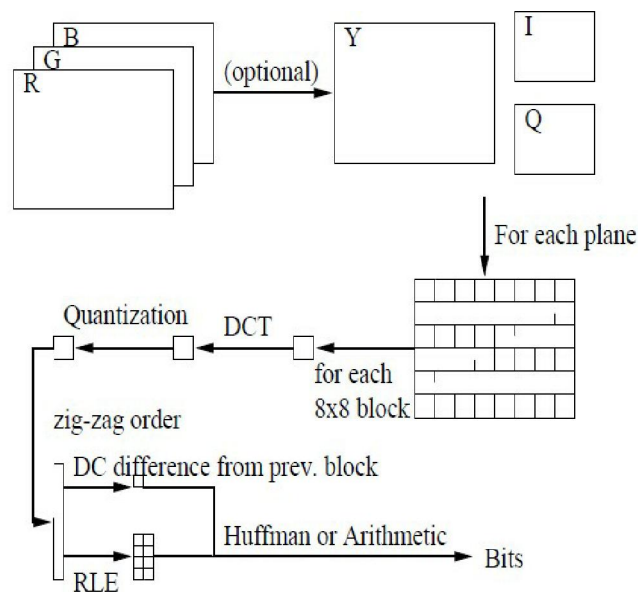 B
G
R
(optional)
Y
I
Q
For each plane
Quantization
DCT
for each
8x8 block
zig-zag order
DC difference from prev. block
Huffman or Arithmetic
Bits
RLE